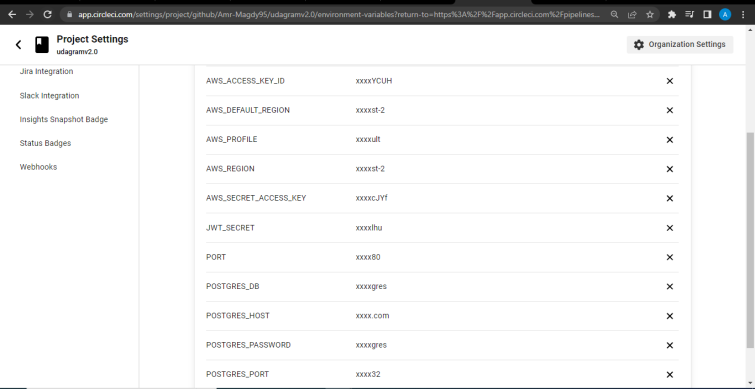 app.circleci.com/settings/project/github/Amr-Magdy95/udagramv2.0/environment-variables?return-to=https%3A%2F%2Fapp.circleci.com%2Fpipelines...
A
Project Settings
udagramv2.0
Organization Settings
Jira Integration
Slack Integration
Insights Snapshot Badge
Status Badges
Webhooks
AWS_ACCESS_KEY_ID xxxxYCUH
AWS_DEFAULT_REGION xxxxst-2
AWS_PROFILE xxxxult
AWS_REGION xxxxst-2
AWS_SECRET_ACCESS_KEY xxxxcJYf
JWT_SECRET xxxxlhu
PORT xxxx80
POSTGRES_DB xxxxgres
POSTGRES_HOST xxxx.com
POSTGRES_PASSWORD xxxxgres
POSTGRES_PORT xxxx32